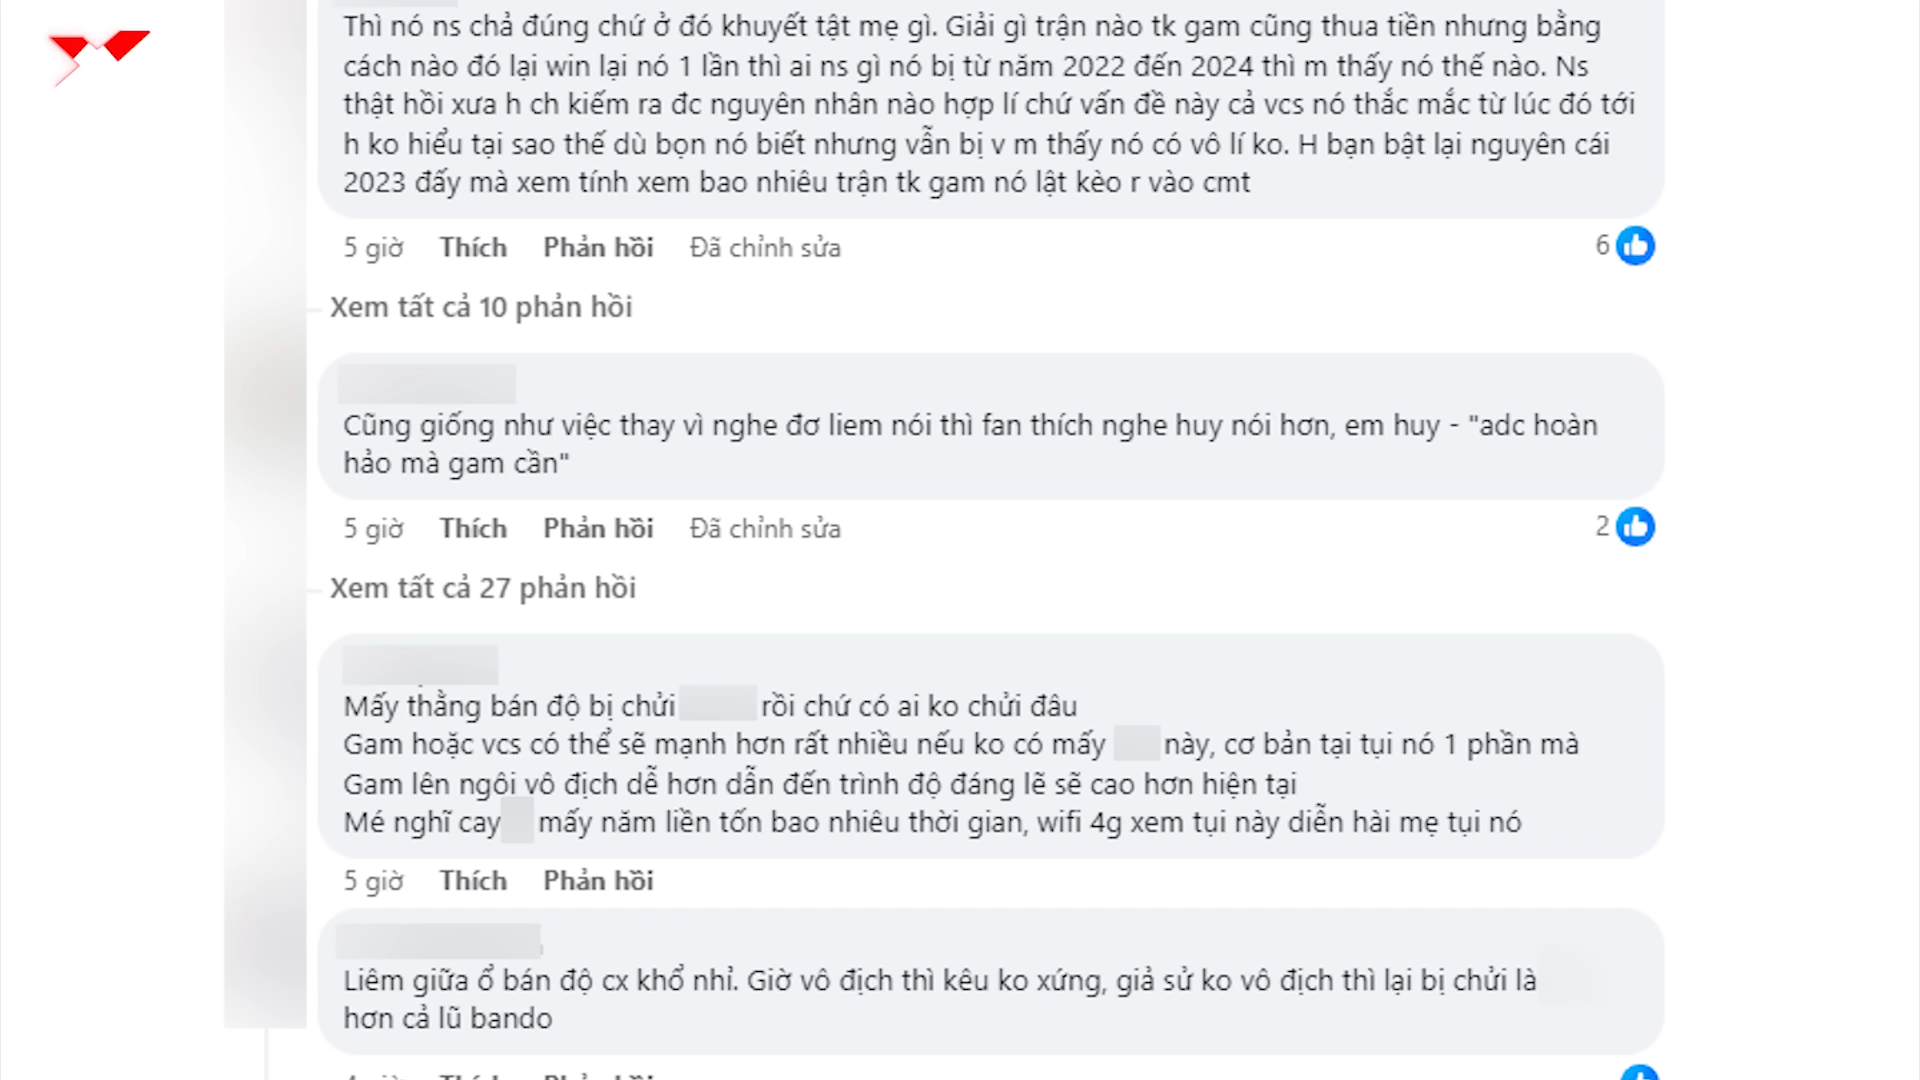 Thì nó ns chả đúng chứ ở đó khuyết tật mẹ gì. Giải gì trận nào tk gam cũng thua tiền nhưng bằng
cách nào đó lại win lại nó 1 lần thì ai ns gì nó bị từ năm 2022 đến 2024 thì m thấy nó thế nào. Ns
thật hồi xưa h ch kiếm ra đc nguyên nhân nào hợp lí chứ vấn đề này cả vcs nó thắc mắc từ lúc đó tới
h ko hiểu tại sao thế dù bọn nó biết nhưng vẫn bị v m thấy nó có vô lí ko. H bạn bật lại nguyên cái
2023 đấy mà xem tính xem bao nhiêu trận tk gam nó lật kèo r vào cmt
5 giờ Thích Phản hồi Đã chỉnh sửa 6
Xem tất cả 10 phản hồi
Cũng giống như việc thay vì nghe đơ liem nói thì fan thích nghe huy nói hơn, em huy - "adc hoàn
hảo mà gam cần"
5 giờ Thích Phản hồi Đã chỉnh sửa 2
Xem tất cả 27 phản hồi
Mấy thằng bán độ bị chửi rồi chứ có ai ko chửi đâu
Gam hoặc vcs có thể sẽ mạnh hơn rất nhiều nếu ko có mấy này, cơ bản tại tụi nó 1 phần mà
Gam lên ngôi vô địch dễ hơn dẫn đến trình độ đáng lẽ sẽ cao hơn hiện tại
Mé nghĩ cay mấy năm liền tốn bao nhiêu thời gian, wifi 4g xem tụi này diễn hài mẹ tụi nó
5 giờ Thích Phản hồi
Liêm giữa ổ bán độ cx khổ nhỉ. Giờ vô địch thì kêu ko xứng, giả sử ko vô địch thì lại bị chửi là
hơn cả lũ bando